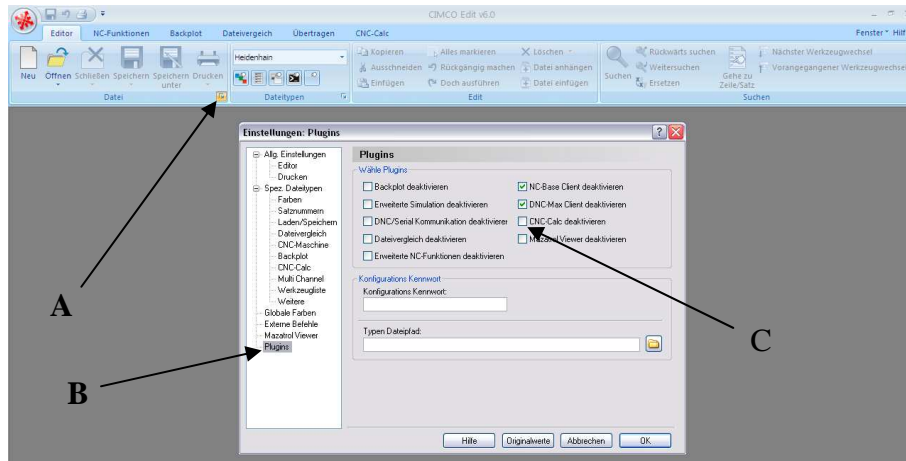 CIMCO Edit v6.0
Editor NC-Funktionen Backplot Dateivergeich Übertragen CNC-Calc Fenster Hilf
Neu Öffnen Schließen Speichern Speichern unter Drucken
Datei
Heidenhain
Dateitypen
Kopieren Alles markieren Löschen
Ausschneiden Rückgängig machen Datei anhängen
Einfügen Doch ausführen Datei einfügen
Edit
Suchen
Rückwärts suchen
Weitersuchen
Ersetzen
Gehe zu Zeile/Satz
Nächster Werkzeugwechsel
Vorangegangener Werkzeugwechsel
Suchen
Einstellungen: Plugins
Allg. Einstellungen
Editor
Drucken
Spez. Dateitypen
Farben
Satznummern
Laden/Speichern
Dateivergleich
CNC-Maschine
Backplot
CNC-Calc
Multi Channel
Werkzeugliste
Weitere
Globale Farben
Externe Befehle
Mazatrol Viewer
Plugins
Plugins
Wähle Plugins
Backplot deaktivieren NC-Base Client deaktivieren
Erweiterte Simulation deaktivieren DNC-Max Client deaktivieren
DNC/Serial Kommunikation deaktivieren CNC-Calc deaktivieren
Dateivergleich deaktivieren Mazatrol Viewer deaktivieren
Erweiterte NC-Funktionen deaktivieren
Konfigurations Kennwort
Konfigurations Kennwort:
Typen Dateipfad:
Hilfe Originalwerte Abbrechen OK
A
B
C